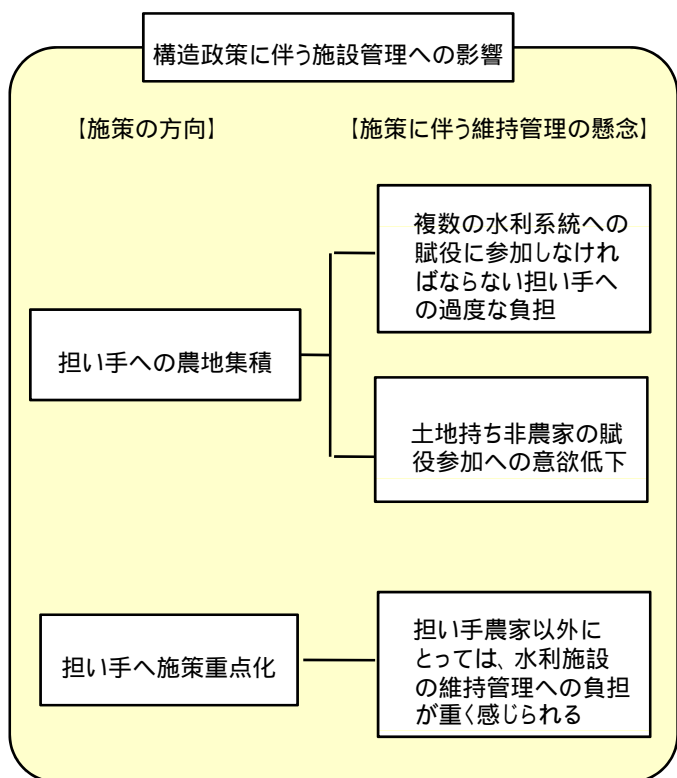 構造政策に伴う施設管理への影響
【施策の方向】
【施策に伴う維持管理の懸念】
担い手への農地集積
複数の水利系統への
賦役に参加しなけれ
ばならない担い手へ
の過度な負担
土地持ち非農家の賦
役参加への意欲低下
担い手へ施策重点化
担い手農家以外に
とっては、水利施設
の維持管理への負担
が重く感じられる